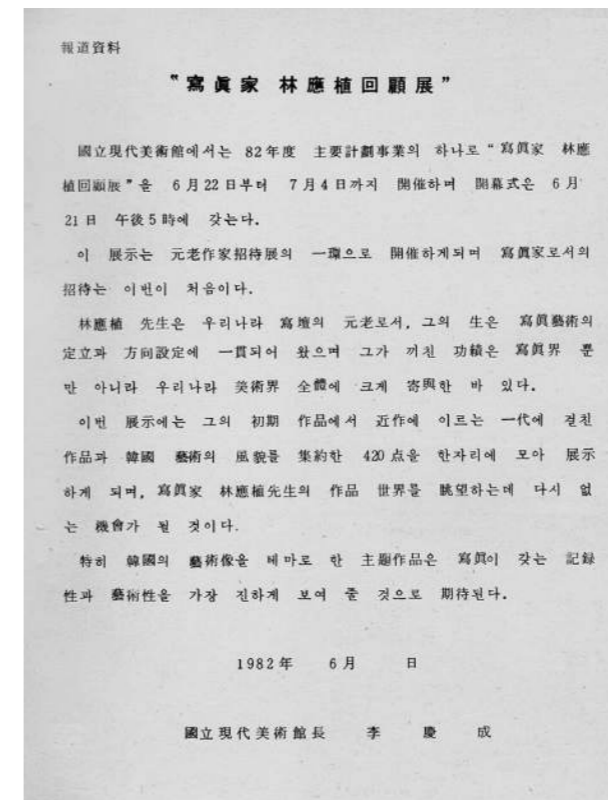 報道資料
"寫眞家 林應植回顧展"
國立現代美術館에서는 82年度 主要計劃事業의 하나로 "寫眞家 林應
植回顧展"을 6月22日부터 7月4日까지 開催하며 開幕式은 6月
21日 午後5時에 갖는다.
이 展示는 元老作家招待展의 一環으로 開催하게되며 寫眞家로서의
招待는 이번이 처음이다.
林應植 先生은 우리나라 寫壇의 元老로서, 그의 生은 寫眞藝術의
定立과 方向設定에 一貫되어 왔으며 그가 끼친 功績은 寫眞界 뿐
만 아니라 우리나라 美術界 全體에 크게 寄與한 바 있다.
이번 展示에는 그의 初期 作品에서 近作에 이르는 一代에 걸친
作品과 韓國 藝術의 風貌를 集約한 420点을 한자리에 모아 展示
하게 되며, 寫眞家 林應植先生의 作品 世界를 眺望하는데 다시 없
는 機會가 될 것이다.
特히 韓國의 藝術像을 테마로 한 主題作品은 寫眞이 갖는 記録
性과 藝術性을 가장 진하게 보여 줄 것으로 期待된다.
1982年 6月 日
國立現代美術館長 李 慶 成